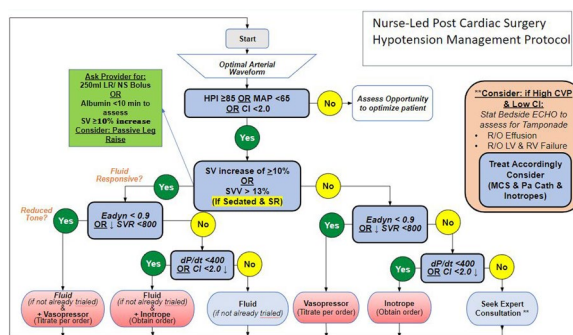 Nurse-Led Post Cardiac Surgery
Hypotension Management Protocol
Start
Optimal Arterial
Waveform
Ask Provider for:
250ml LR/ NS Bolus
OR
Albumin <10 min to assess
SV ≥10% increase
Consider: Passive Leg
Raise
HPI ≥85 OR MAP <65
OR CI <2.0
No
Assess Opportunity
to optimize patient
**Consider: if High CVP
& Low CI:
Stat Bedside ECHO to
assess for Tamponade
R/O Effusion
R/O LV & RV Failure
Treat Accordingly
Consider
(MCS & Pa Cath &
Inotropes)
Yes
Fluid
Responsive?
SV increase of ≥10%
OR
SVV > 13%
(If Sedated & SR)
Yes
No
Reduced
Tone?
Eadyn < 0.9
OR ↓ SVR <800
Eadyn < 0.9
OR ↓ SVR <800
Yes
No
Yes
No
dP/dt <400
OR CI <2.0 ↓
dP/dt <400
OR CI <2.0 ↓
Yes
No
Yes
No
Fluid
(if not already trialed)
&
+ Vasopressor
(Titrate per order)
Fluid
(if not already trialed)
&
+ Inotrope
(Obtain order)
Fluid
(if not already trialed)
Vasopressor
(Titrate per order)
Inotrope
(Obtain order)
Seek Expert
Consultation **